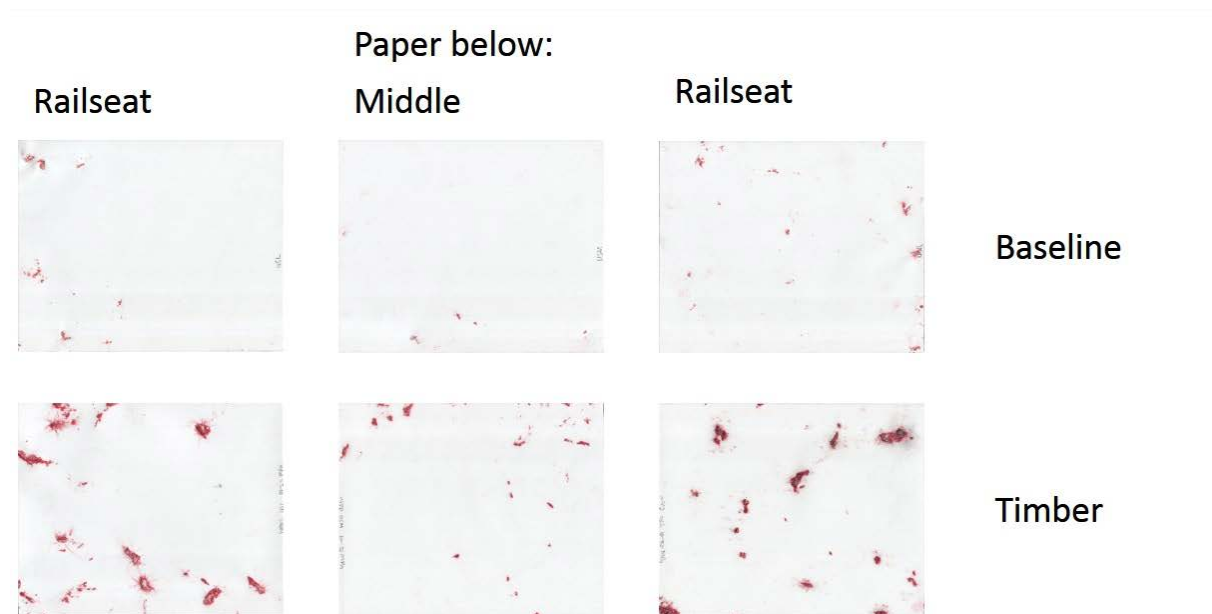 Paper below:
Railseat
Middle
Railseat
Baseline
Timber